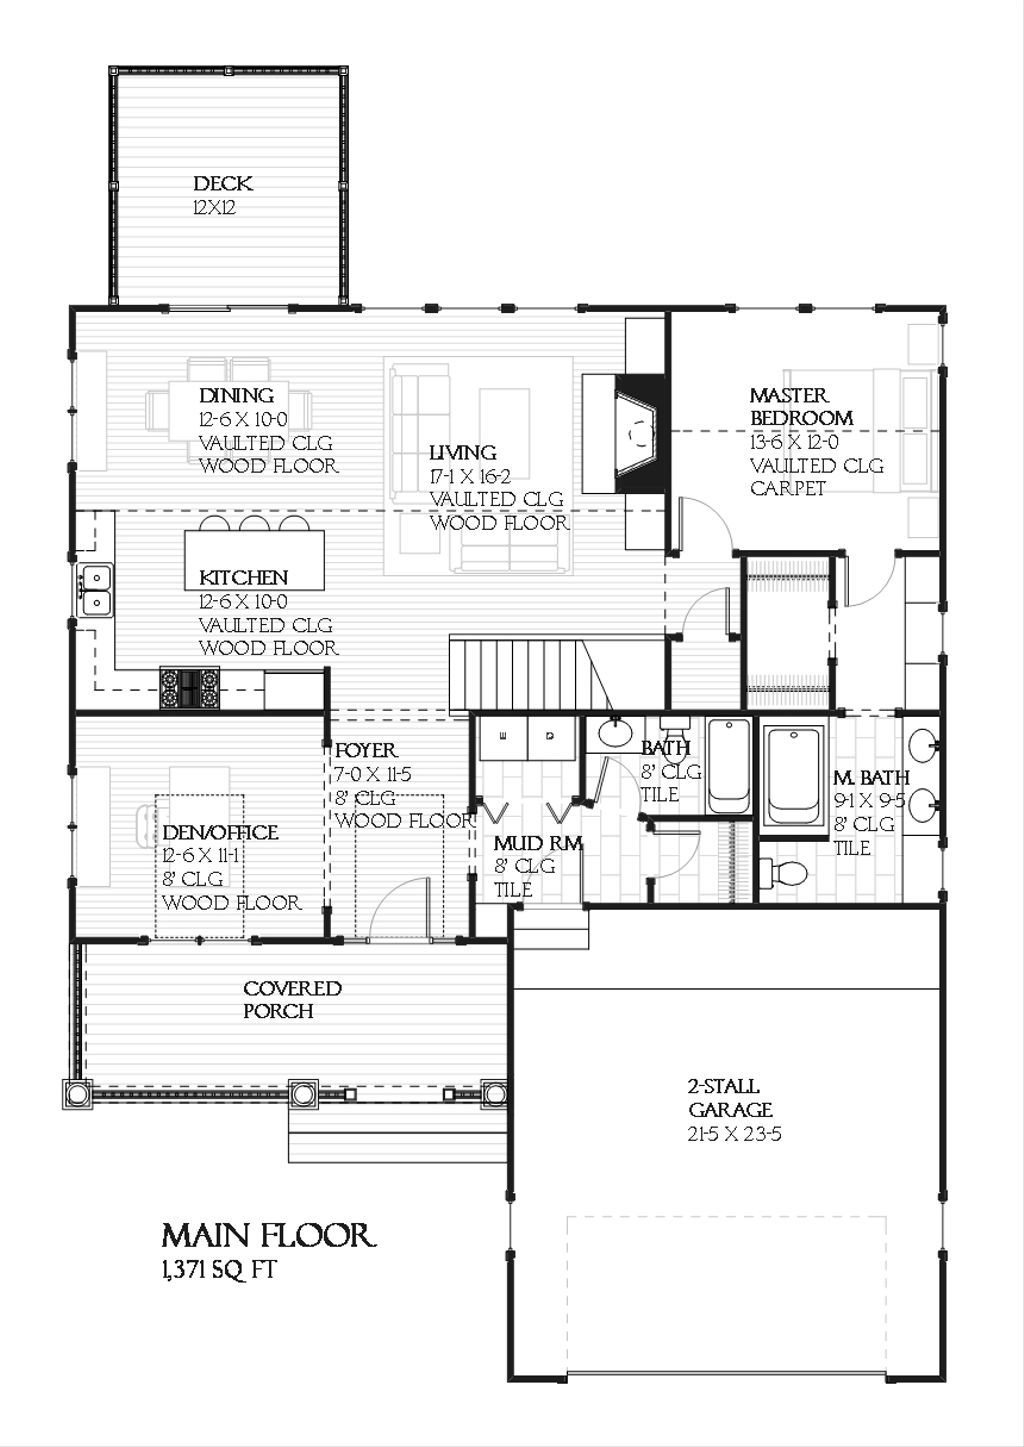 DECK
12X12
DINING
12-6 X 10-0
VAULTED CLG
WOOD FLOOR
LIVING
17-1 X 16-2
VAULTED CLG
WOOD FLOOR
MASTER
BEDROOM
13-6 X 12-0
VAULTED CLG
CARPET
KITCHEN
12-6 X 10-0
VAULTED CLG
WOOD FLOOR
FOYER
7-0 X 11-5
8' CLG
WOOD FLOOR
DEN/OFFICE
12-6 X 11-1
8' CLG
WOOD FLOOR
MUD RM
8' CLG
TILE
BATH
8' CLG
TILE
M. BATH
9-1 X 9-5
8' CLG
TILE
COVERED
PORCH
2-STALL
GARAGE
21-5 X 23-5
MAIN FLOOR
1,371 SQ FT